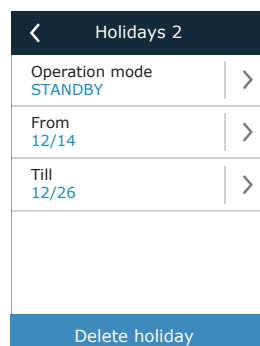 Holidays 2
Operation mode
STANDBY
From
12/14
Till
12/26
Delete holiday